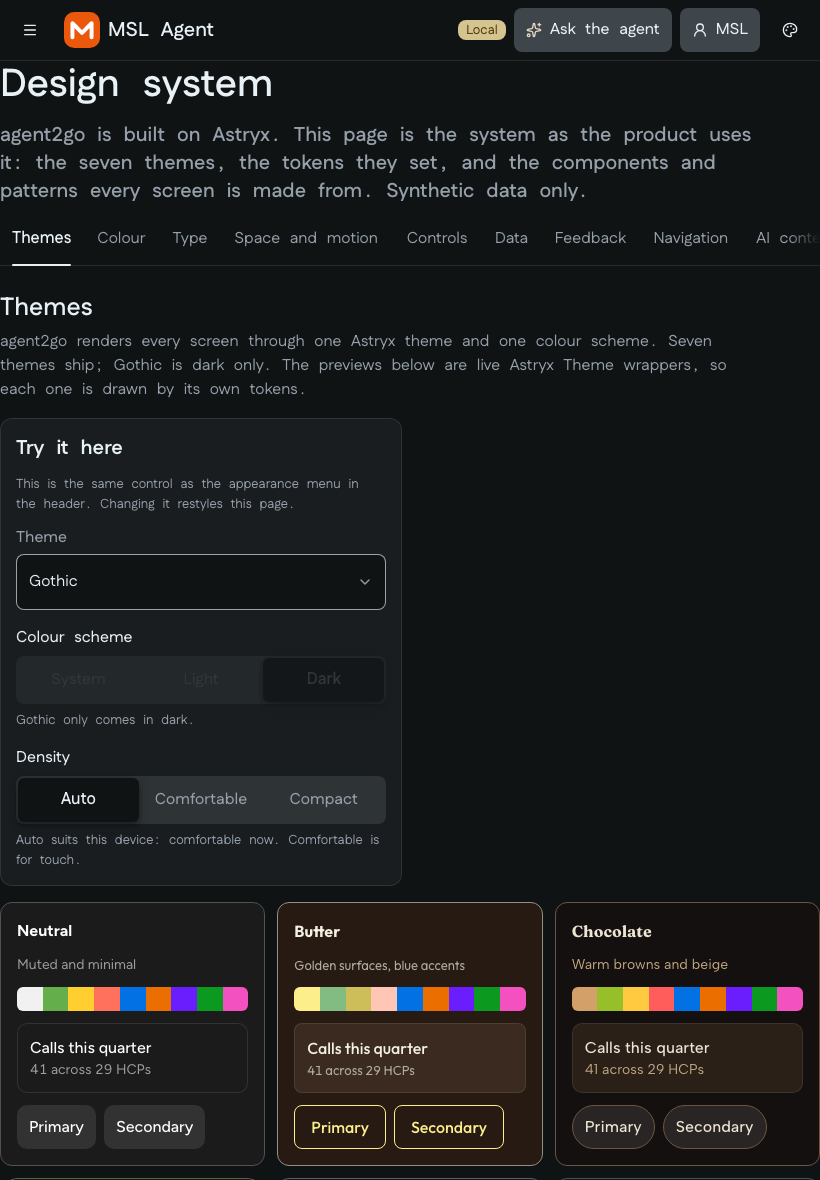 MSL Agent
Local
Ask the agent
MSL
Design system
agent2go is built on Astryx. This page is the system as the product uses
it: the seven themes, the tokens they set, and the components and
patterns every screen is made from. Synthetic data only.
Themes Colour Type Space and motion Controls Data Feedback Navigation AI
Themes
agent2go renders every screen through one Astryx theme and one colour scheme. Seven
themes ship; Gothic is dark only. The previews below are live Astryx Theme wrappers, so
each one is drawn by its own tokens.
Try it here
This is the same control as the appearance menu in
the header. Changing it restyles this page.
Theme
Gothic
Colour scheme
System Light Dark
Gothic only comes in dark.
Density
Auto Comfortable Compact
Auto suits this device: comfortable now. Comfortable is
for touch.
Neutral
Muted and minimal
Calls this quarter
41 across 29 HCPs
Primary Secondary
Butter
Golden surfaces, blue accents
Calls this quarter
41 across 29 HCPs
Primary Secondary
Chocolate
Warm browns and beige
Calls this quarter
41 across 29 HCPs
Primary Secondary